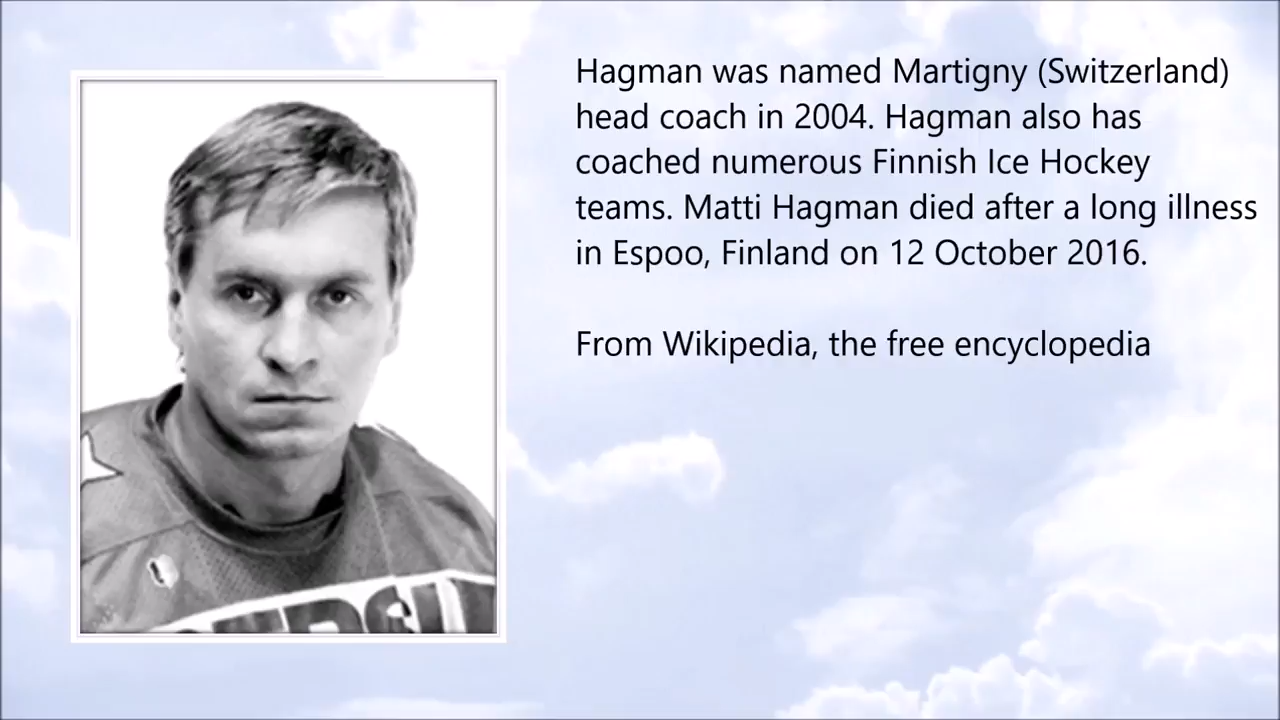 Hagman was named Martigny (Switzerland)
head coach in 2004. Hagman also has
coached numerous Finnish Ice Hockey
teams. Matti Hagman died after a long illness
in Espoo, Finland on 12 October 2016.
From Wikipedia, the free encyclopedia